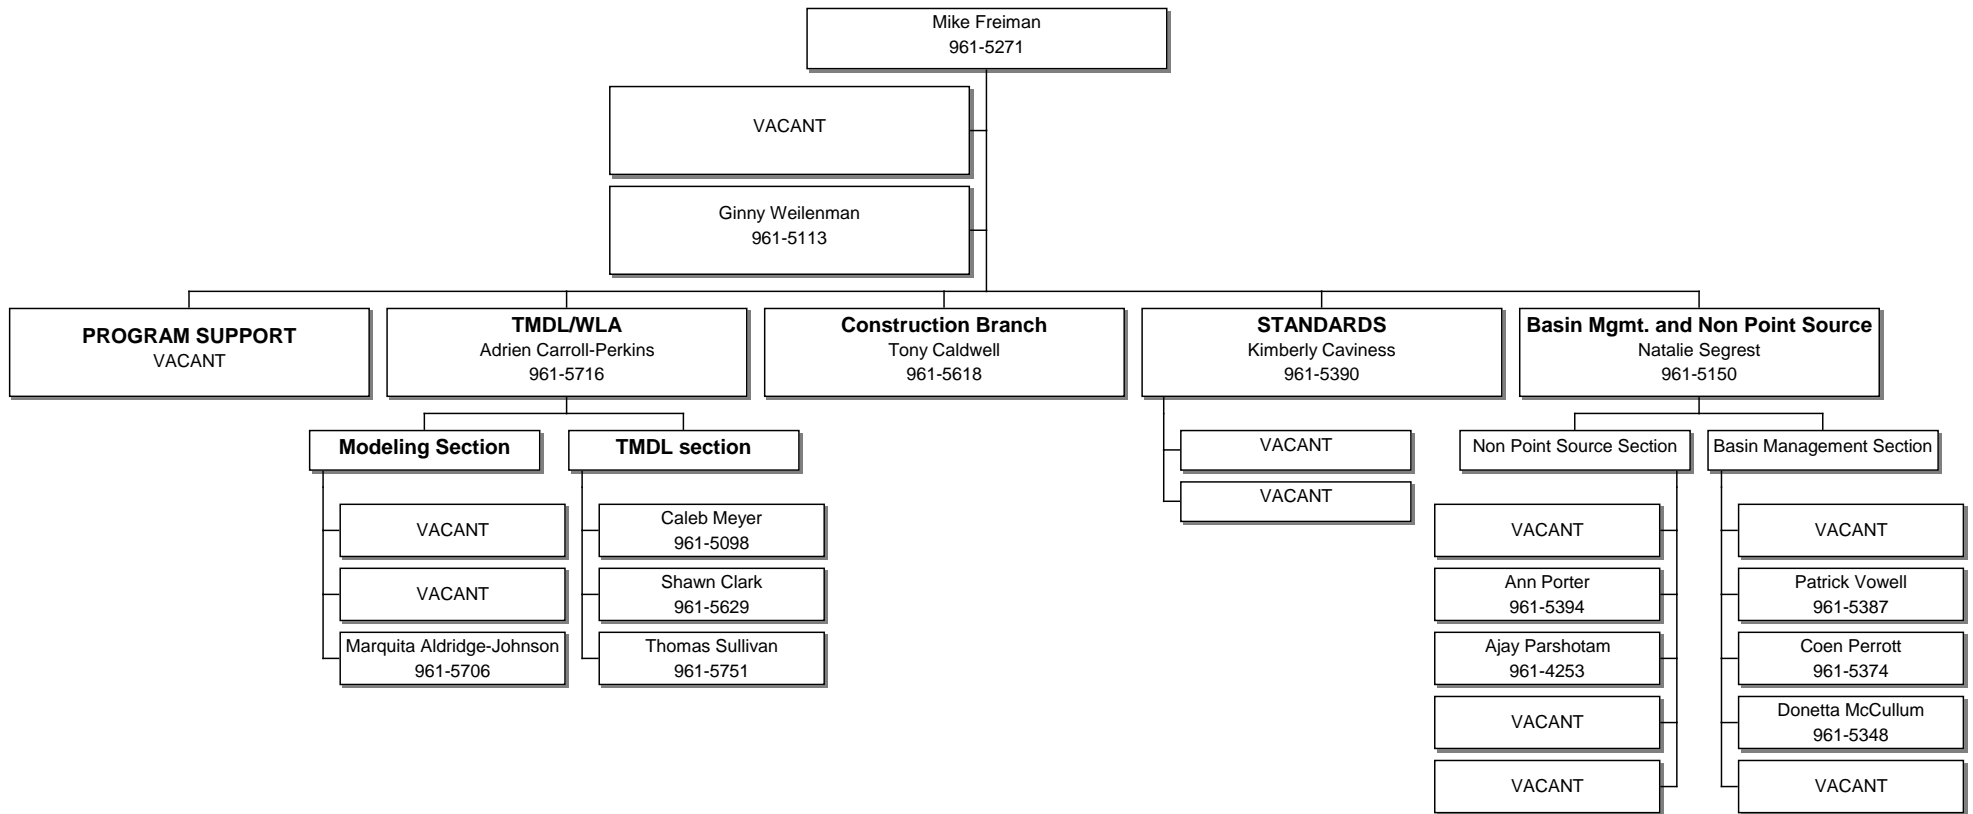 Mike Freiman
961-5271
VACANT
Ginny Weilenman
961-5113
PROGRAM SUPPORT
VACANT
TMDL/WLA
Adrien Carroll-Perkins
961-5716
Construction Branch
Tony Caldwell
961-5618
STANDARDS
Kimberly Caviness
961-5390
Basin Mgmt. and Non Point Source
Natalie Segrest
961-5150
Modeling Section
VACANT
VACANT
Marquita Aldridge-Johnson
961-5706
TMDL section
Caleb Meyer
961-5098
Shawn Clark
961-5629
Thomas Sullivan
961-5751
VACANT
VACANT
Non Point Source Section
VACANT
Ann Porter
961-5394
Ajay Parshotam
961-4253
VACANT
VACANT
Basin Management Section
VACANT
Patrick Vowell
961-5387
Coen Perrott
961-5374
Donetta McCullum
961-5348
VACANT